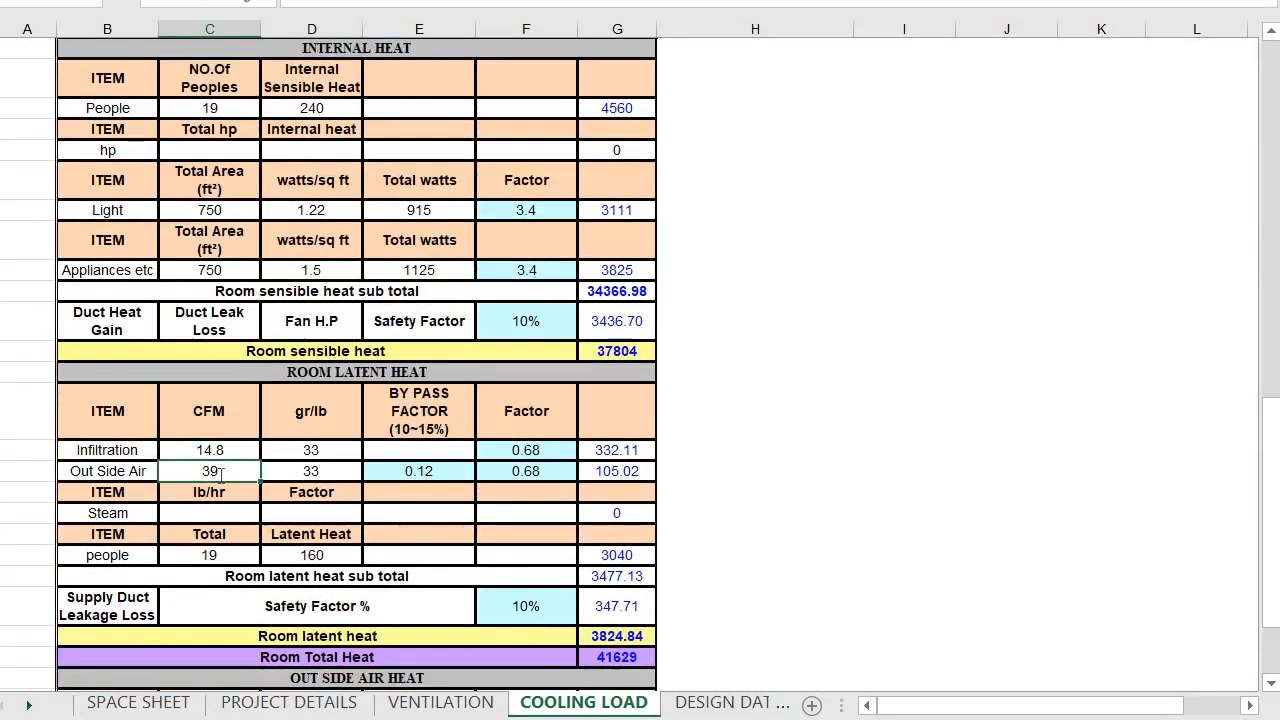 A B C D E F G H I J K L
INTERNAL HEAT
ITEM NO.Of Peoples Internal Sensible Heat
People 19 240 4560
ITEM Total hp Internal heat
hp 0
ITEM Total Area (ft²) watts/sq ft Total watts Factor
Light 750 1.22 915 3.4 3111
ITEM Total Area (ft²) watts/sq ft Total watts
Appliances etc 750 1.5 1125 3.4 3825
Room sensible heat sub total 34366.98
Duct Heat Gain Duct Leak Loss Fan H.P Safety Factor 10% 3436.70
Room sensible heat 37804
ROOM LATENT HEAT
ITEM CFM gr/lb BY PASS FACTOR (10~15%) Factor
Infiltration 14.8 33 0.68 332.11
Out Side Air 39 33 0.12 0.68 105.02
ITEM lb/hr Factor
Steam 0
ITEM Total Latent Heat
people 19 160 3040
Room latent heat sub total 3477.13
Supply Duct Leakage Loss Safety Factor % 10% 347.71
Room latent heat 3824.84
Room Total Heat 41629
OUT SIDE AIR HEAT
SPACE SHEET PROJECT DETAILS VENTILATION COOLING LOAD DESIGN DAT ...